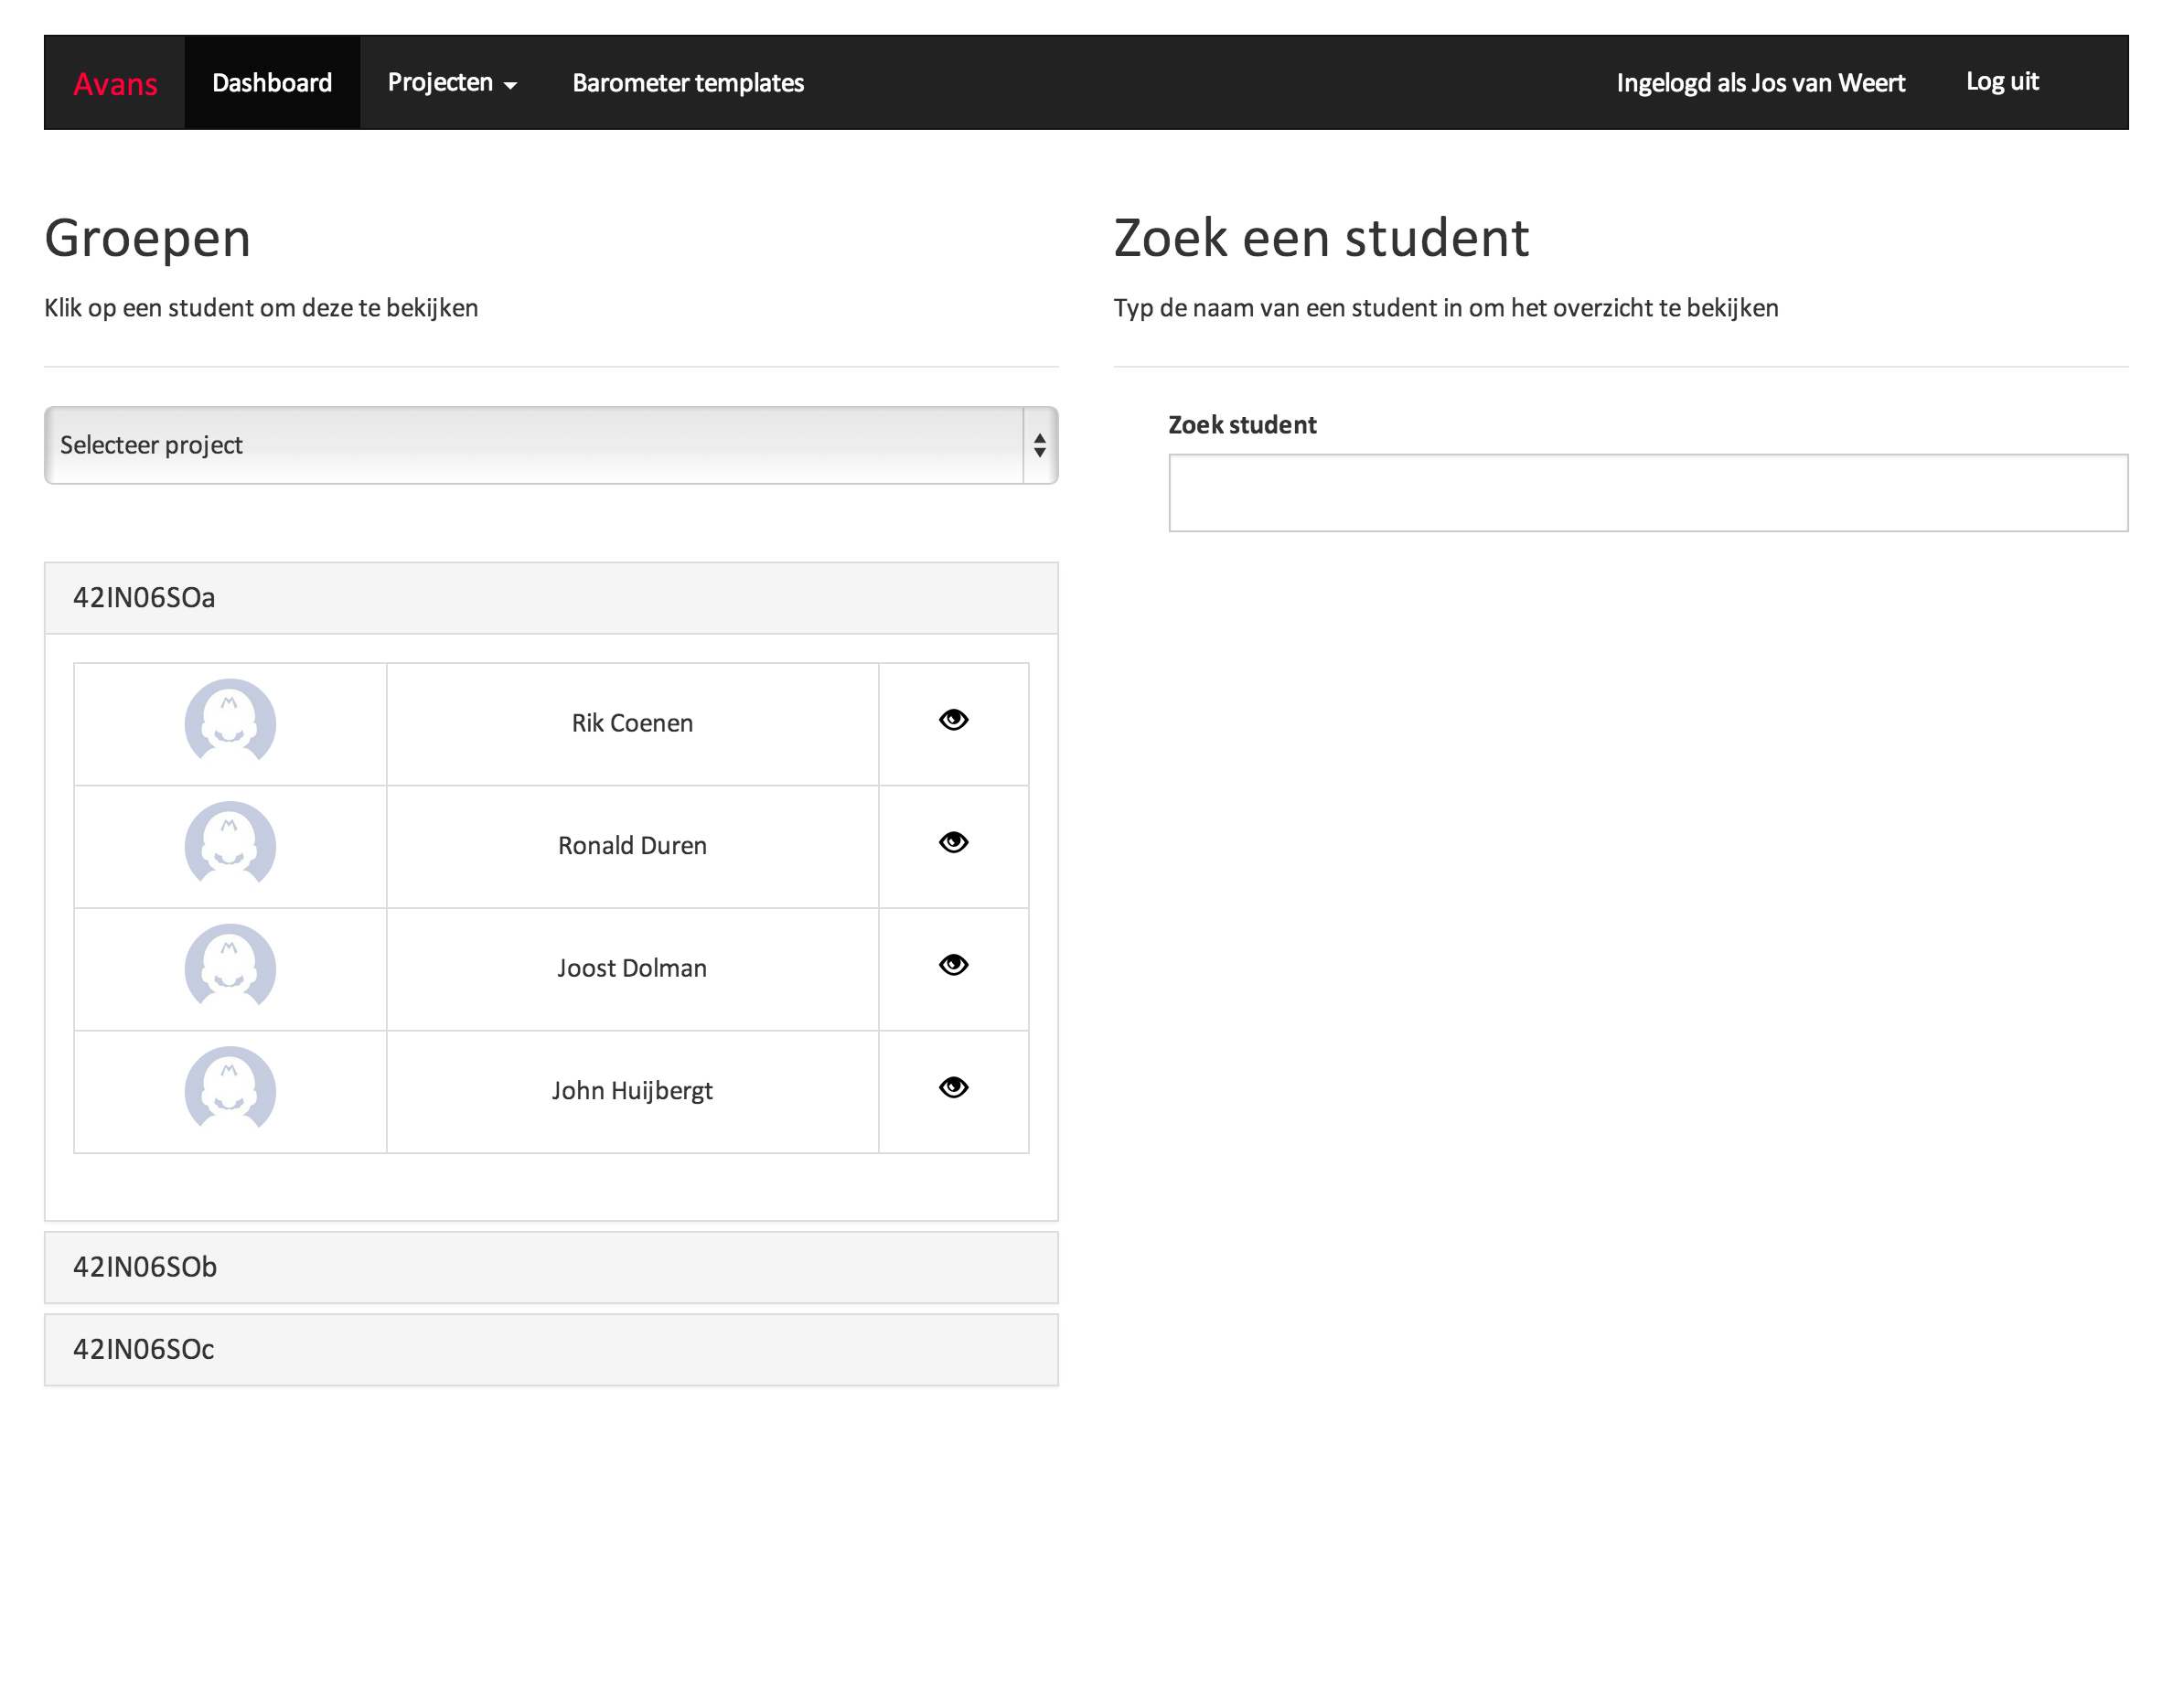 Avans Dashboard Projecten Barometer templates Ingelogd als Jos van Weert Log uit
Groepen
Klik op een student om deze te bekijken
Selecteer project
42IN06SOa
Rik Coenen
Ronald Duren
Joost Dolman
John Huijbergt
42IN06SOb
42IN06SOc
Zoek een student
Typ de naam van een student in om het overzicht te bekijken
Zoek student